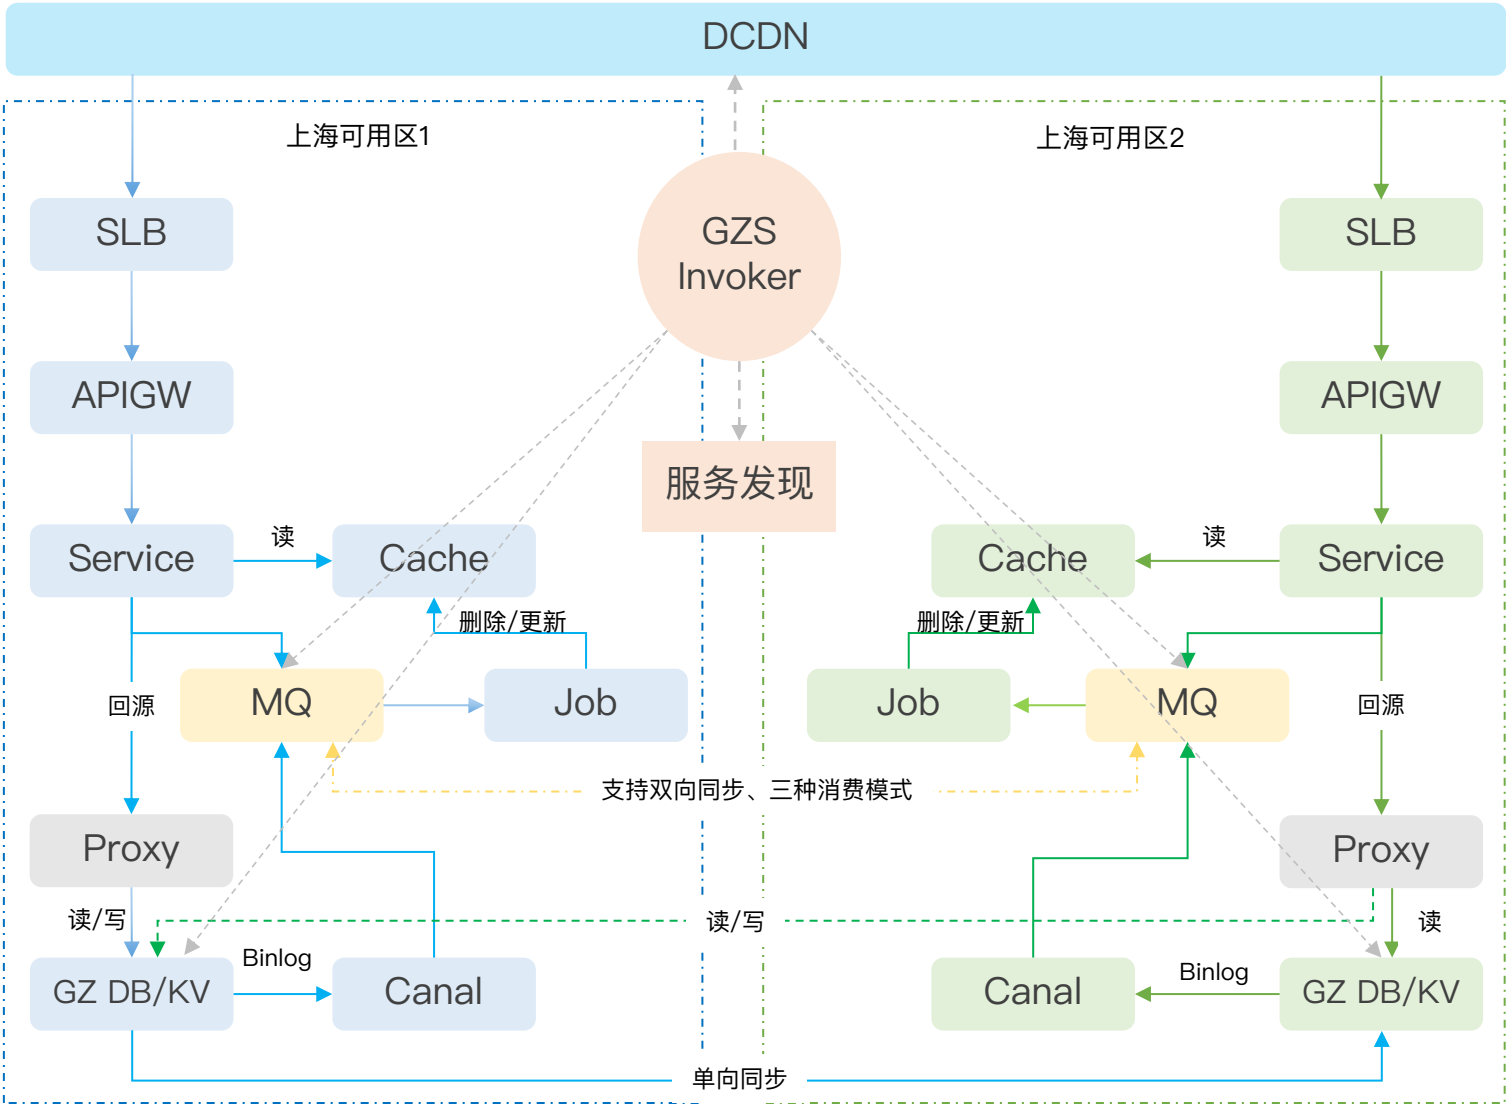 DCDN
上海可用区1
上海可用区2
SLB
GZS
Invoker
SLB
APIGW
APIGW
服务发现
Service
读
Cache
Cache
读
Service
删除/更新
删除/更新
回源
MQ
Job
Job
MQ
回源
支持双向同步、三种消费模式
Proxy
Proxy
读/写
读/写
读
Binlog
Binlog
GZ DB/KV
Canal
Canal
GZ DB/KV
单向同步